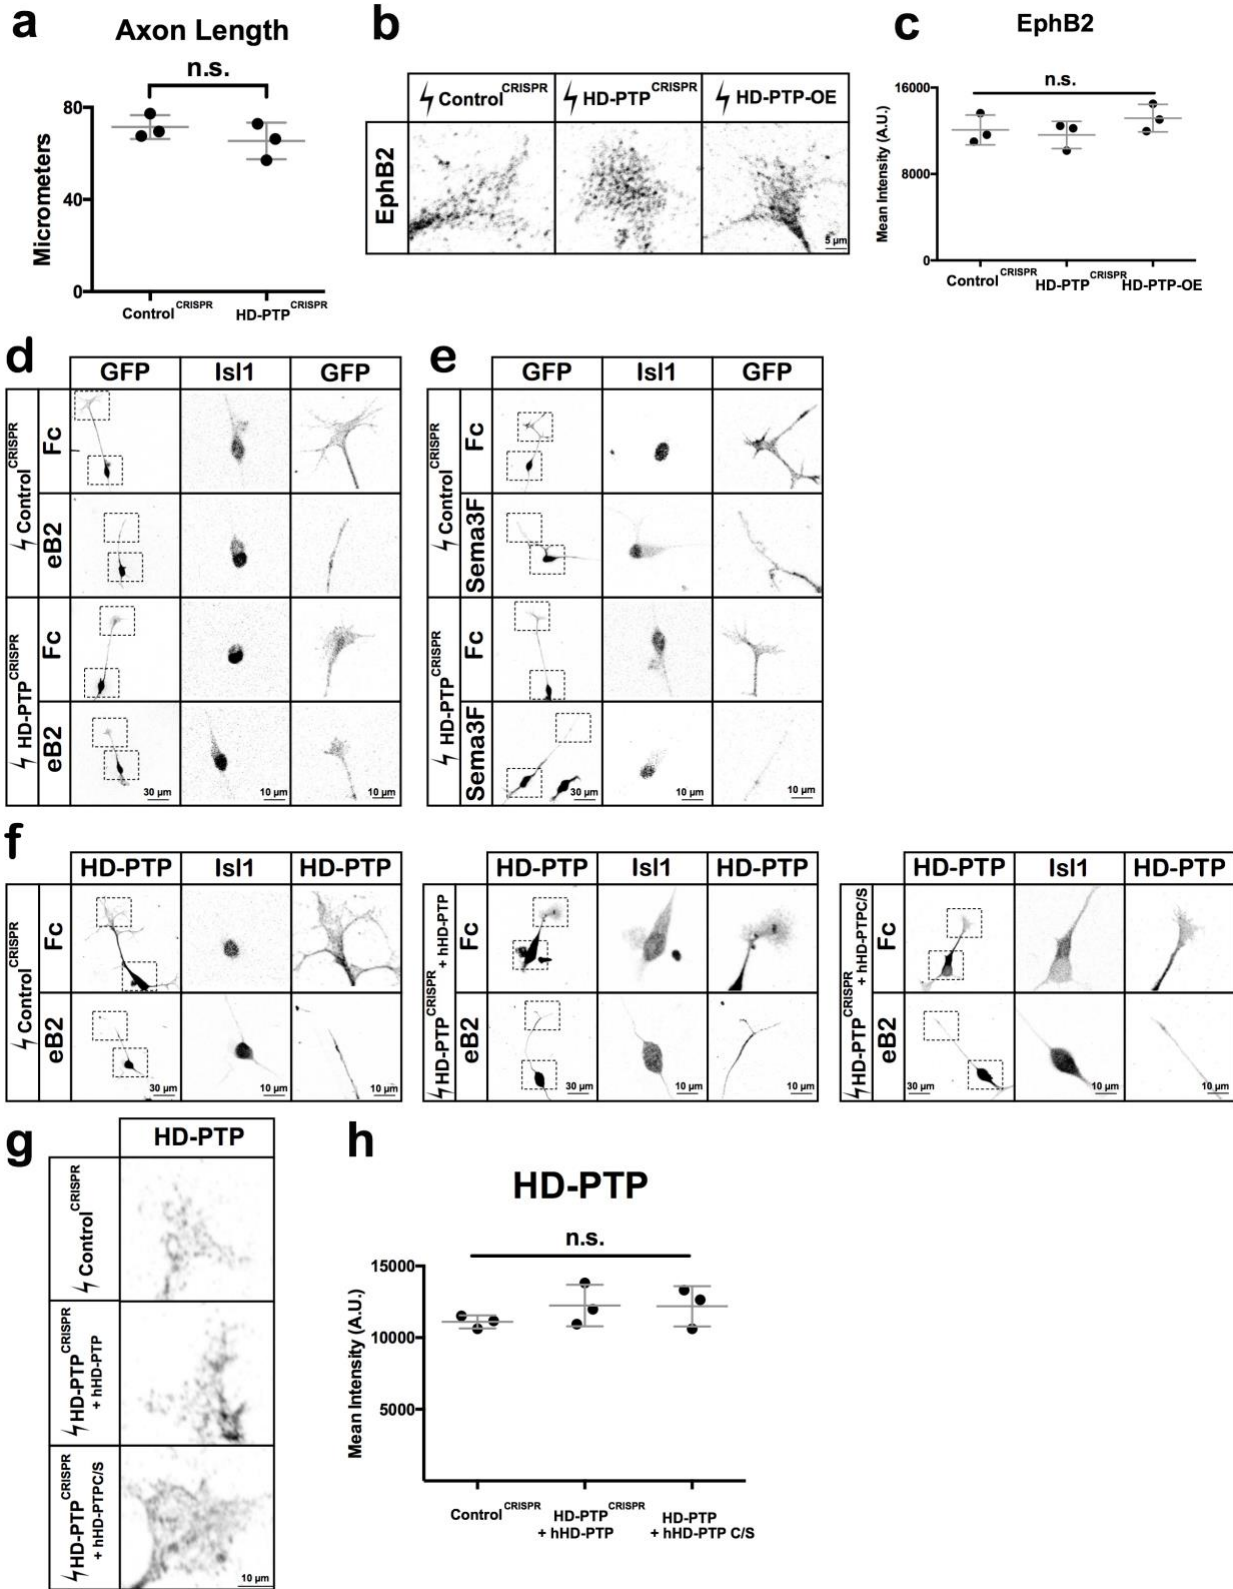 a
Axon Length
n.s.
80
40
0
Micrometers
Control CRISPR
HD-PTP CRISPR
b
Control CRISPR
HD-PTP CRISPR
HD-PTP-OE
EphB2
5 µm
c
EphB2
n.s.
16000
8000
0
Mean Intensity (A.U.)
Control CRISPR
HD-PTP CRISPR
HD-PTP-OE
d
GFP
Isl1
GFP
Control CRISPR
Fc
eB2
HD-PTP CRISPR
Fc
eB2
30 µm
10 µm
10 µm
e
GFP
Isl1
GFP
Control CRISPR
Fc
Sema3F
HD-PTP CRISPR
Fc
Sema3F
30 µm
10 µm
10 µm
f
HD-PTP
Isl1
HD-PTP
Control CRISPR
Fc
eB2
30 µm
10 µm
10 µm
HD-PTP
Isl1
HD-PTP
HD-PTP CRISPR
+ hHD-PTP
Fc
eB2
30 µm
10 µm
10 µm
HD-PTP
Isl1
HD-PTP
HD-PTP CRISPR
+ hHD-PTPC/S
Fc
eB2
30 µm
10 µm
10 µm
g
HD-PTP
Control CRISPR
HD-PTP CRISPR
+ hHD-PTP
HD-PTP CRISPR
+ hHD-PTPC/S
10 µm
h
HD-PTP
n.s.
15000
10000
5000
Mean Intensity (A.U.)
Control CRISPR
HD-PTP CRISPR
+ hHD-PTP
HD-PTP
+ hHD-PTP C/S